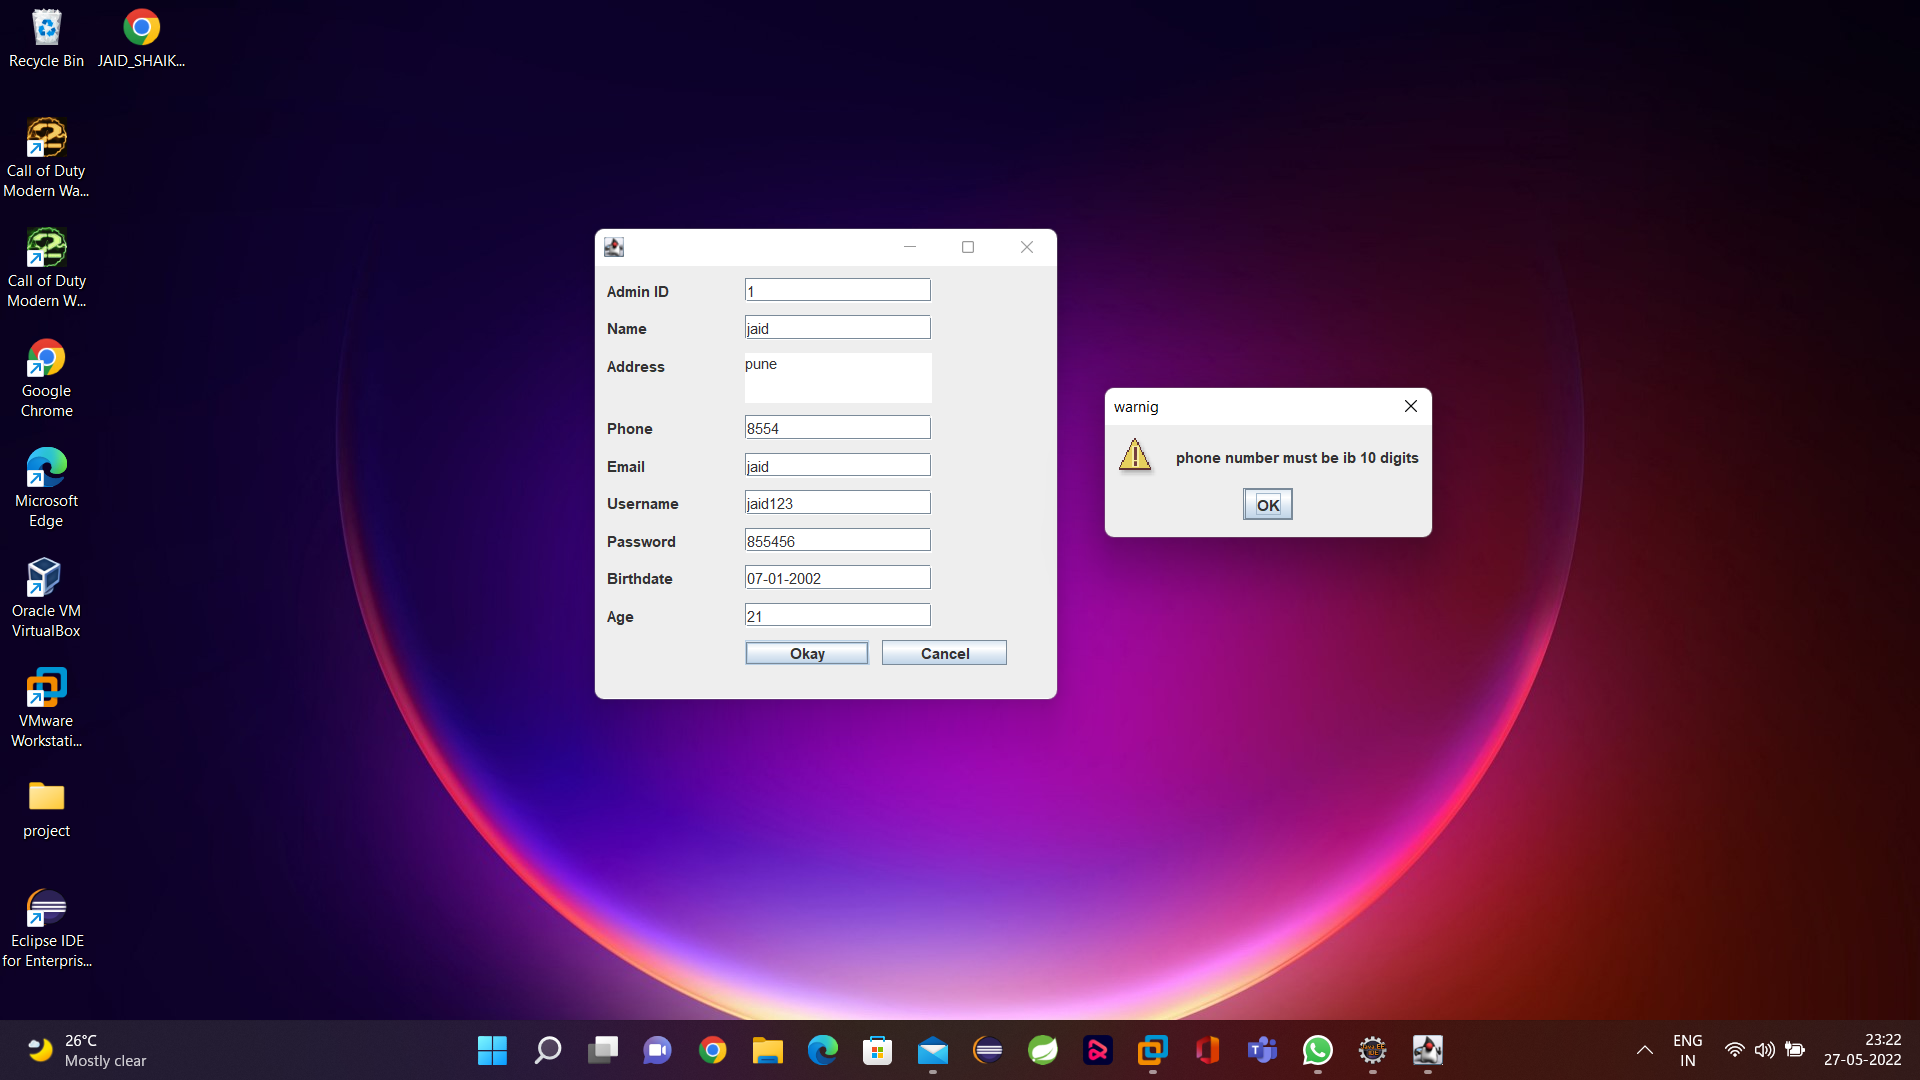 Recycle Bin
JAID_SHAIK...
Call of Duty
Modern Wa...
Call of Duty
Modern W...
Google
Chrome
Microsoft
Edge
Oracle VM
VirtualBox
VMware
Workstati...
project
Eclipse IDE
for Enterpris...
Admin ID
1
Name
jaid
Address
pune
Phone
8554
Email
jaid
Username
jaid123
Password
855456
Birthdate
07-01-2002
Age
21
Okay
Cancel
warnig
phone number must be ib 10 digits
OK
26°C
Mostly clear
ENG
IN
23:22
27-05-2022